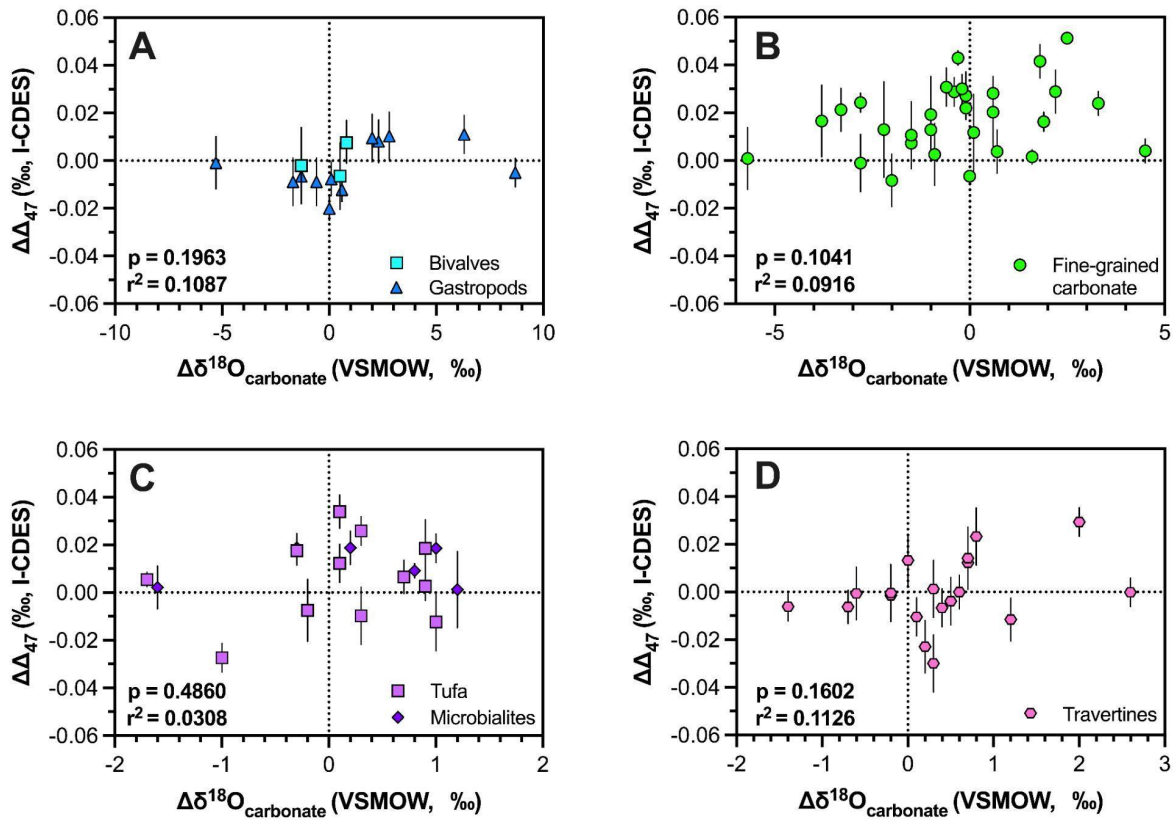 A
0.06
0.04
0.02
0.00
-0.02
-0.04
-0.06
ΔΔ47 (‰, I-CDES)
p = 0.1963
r² = 0.1087
Bivalves
Gastropods
-10 -5 0 5 10
Δδ¹⁸Ocarbonate (VSMOW, ‰)
B
0.06
0.04
0.02
0.00
-0.02
-0.04
-0.06
ΔΔ47 (‰, I-CDES)
p = 0.1041
r² = 0.0916
Fine-grained
carbonate
-5 0 5
Δδ¹⁸Ocarbonate (VSMOW, ‰)
C
0.06
0.04
0.02
0.00
-0.02
-0.04
-0.06
ΔΔ47 (‰, I-CDES)
p = 0.4860
r² = 0.0308
Tufa
Microbialites
-2 -1 0 1 2
Δδ¹⁸Ocarbonate (VSMOW, ‰)
D
0.06
0.04
0.02
0.00
-0.02
-0.04
-0.06
ΔΔ47 (‰, I-CDES)
p = 0.1602
r² = 0.1126
Travertines
-2 -1 0 1 2 3
Δδ¹⁸Ocarbonate (VSMOW, ‰)